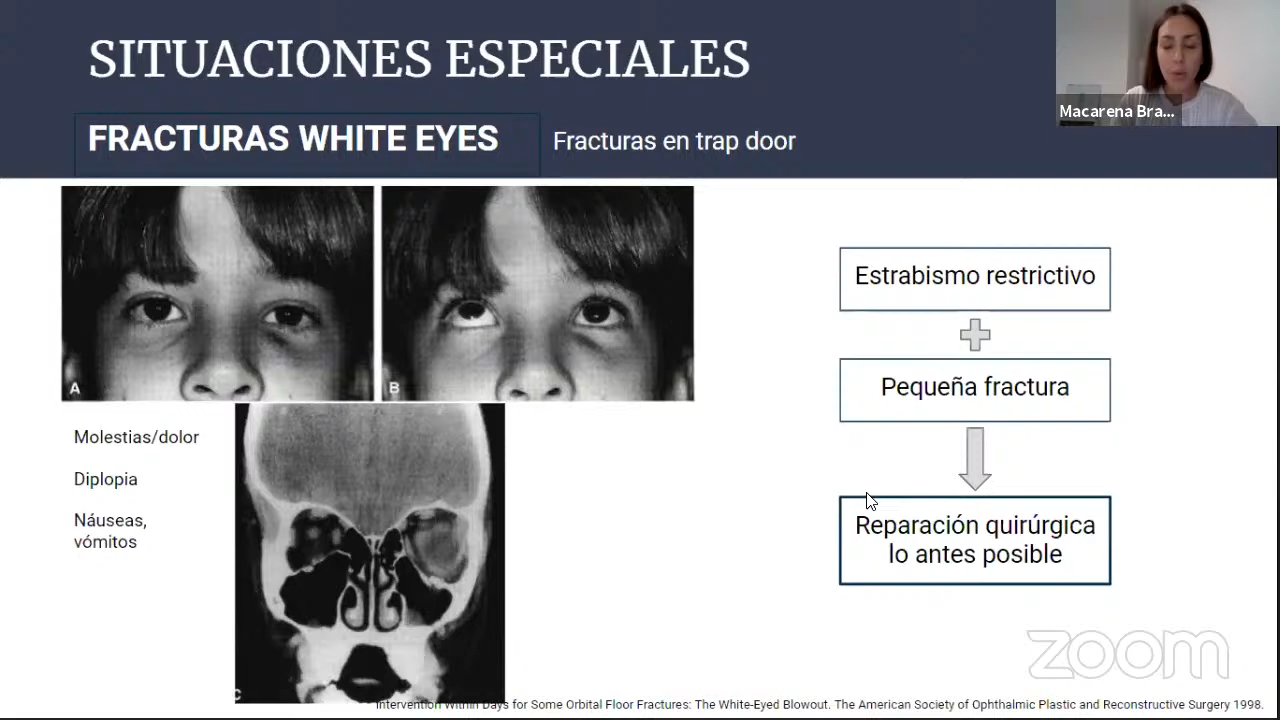 SITUACIONES ESPECIALES
Macarena Bra...
FRACTURAS WHITE EYES
Fracturas en trap door
A
B
Estrabismo restrictivo
Pequeña fractura
Molestias/dolor
Diplopia
Náuseas,
vómitos
Reparación quirúrgica
lo antes posible
zoom
C
Intervention Within Days for Some Orbital Floor Fractures: The White-Eyed Blowout. The American Society of Ophthalmic Plastic and Reconstructive Surgery 1998.